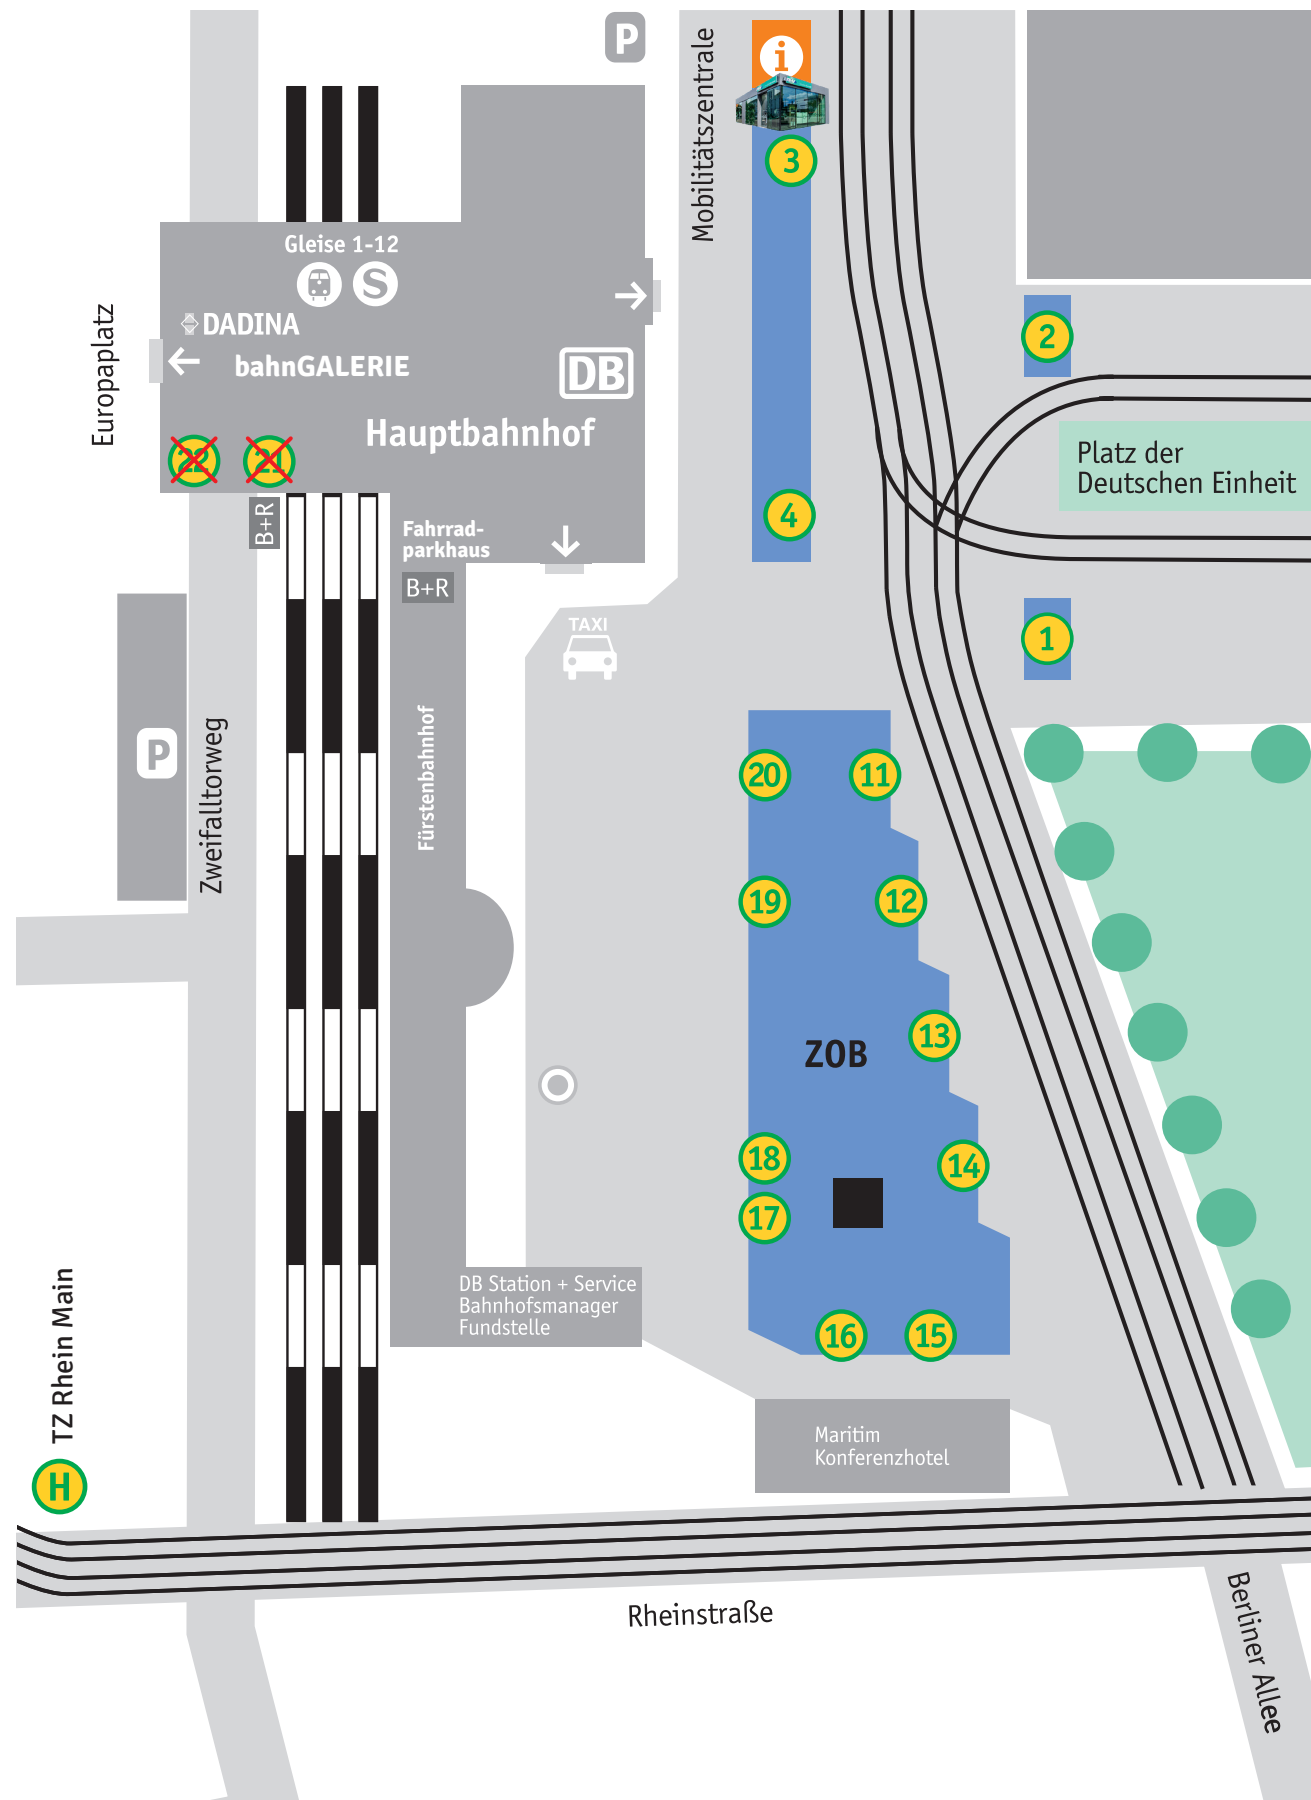 P
Mobilitätszentrale
i
3
Gleise 1-12
S
DADINA
bahnGALERIE
DB
Hauptbahnhof
Europaplatz
22
21
B+R
Fahrrad-
parkhaus
B+R
2
Platz der
Deutschen Einheit
4
1
TAXI
P
Zweifalltorweg
Fürstenbahnhof
20
11
19
12
ZOB
13
18
14
17
16
15
DB Station + Service
Bahnhofsmanager
Fundstelle
TZ Rhein Main
H
Maritim
Konferenzhotel
Rheinstraße
Berliner Allee